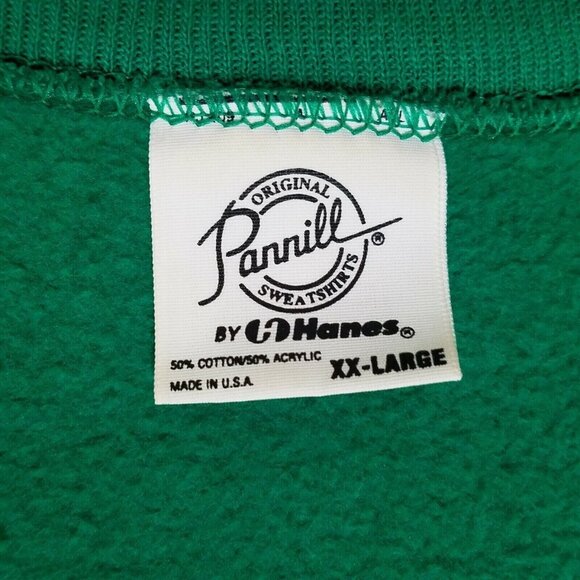 ORIGINAL
Pannill ®
SWEATSHIRTS
BY Hanes®
50% COTTON/50% ACRYLIC
XX-LARGE
MADE IN U.S.A.